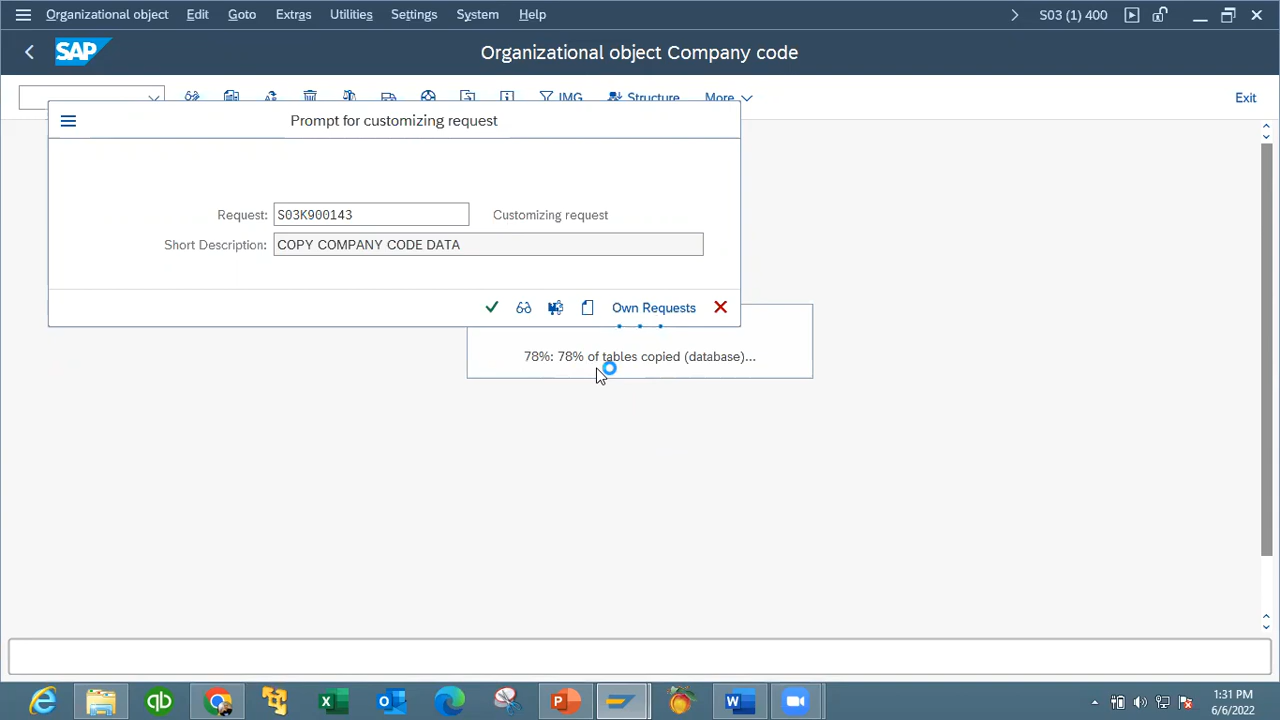 Organizational object Edit Goto Extras Utilities Settings System Help S03 (1) 400
SAP Organizational object Company code
IMG Structure More Exit
Prompt for customizing request
Request: S03K900143 Customizing request
Short Description: COPY COMPANY CODE DATA
Own Requests
78%: 78% of tables copied (database)...
1:31 PM
6/6/2022